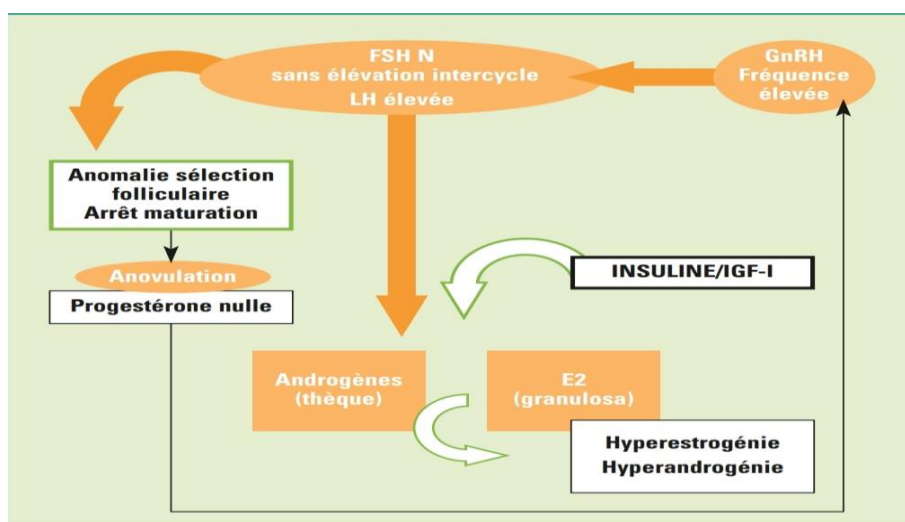 FSH N
sans élévation intercycle
LH élevée
GnRH
Fréquence
élevée
Anomalie sélection
folliculaire
Arrêt maturation
Anovulation
Progestérone nulle
INSULINE/IGF-I
Androgènes
(thèque)
E2
(granulosa)
Hyperestrogénie
Hyperandrogénie